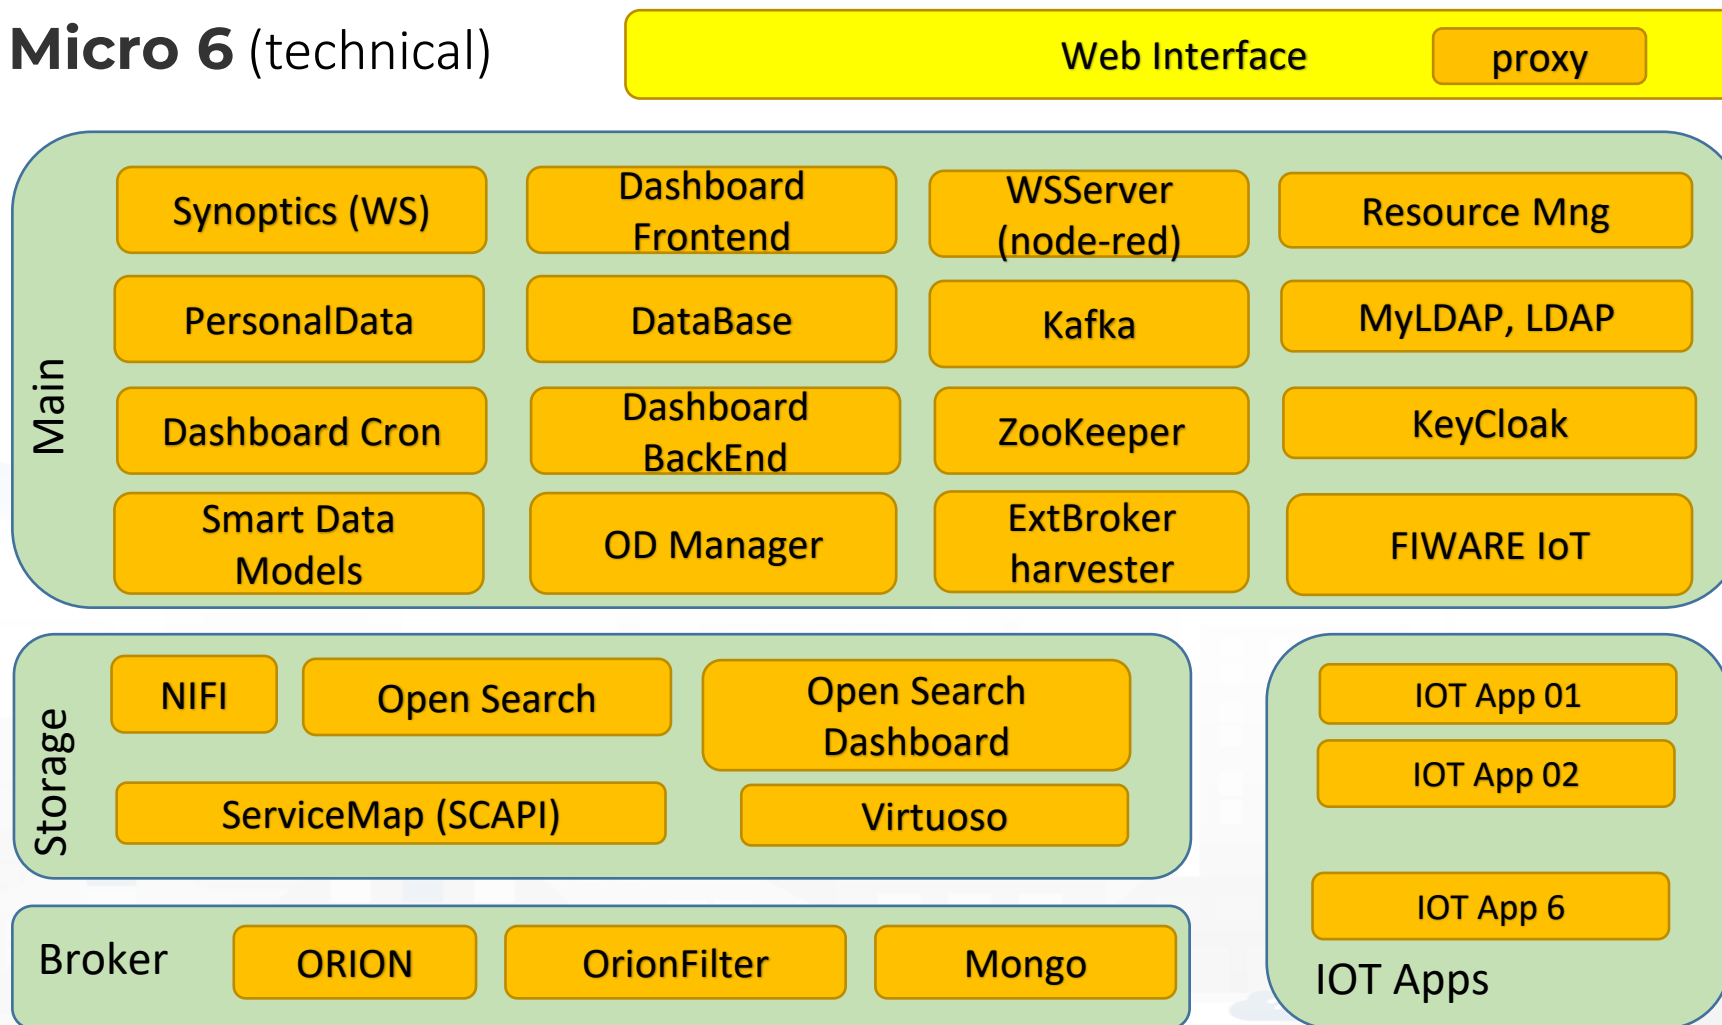 Micro 6 (technical)
Web Interface
proxy
Main
Synoptics (WS)
Dashboard
Frontend
WSServer
(node-red)
Resource Mng
PersonalData
DataBase
Kafka
MyLDAP, LDAP
Dashboard Cron
Dashboard
BackEnd
ZooKeeper
KeyCloak
Smart Data
Models
OD Manager
ExtBroker
harvester
FIWARE IoT
Storage
NIFI
Open Search
Open Search
Dashboard
ServiceMap (SCAPI)
Virtuoso
Broker
ORION
OrionFilter
Mongo
IOT App 01
IOT App 02
IOT App 6
IOT Apps